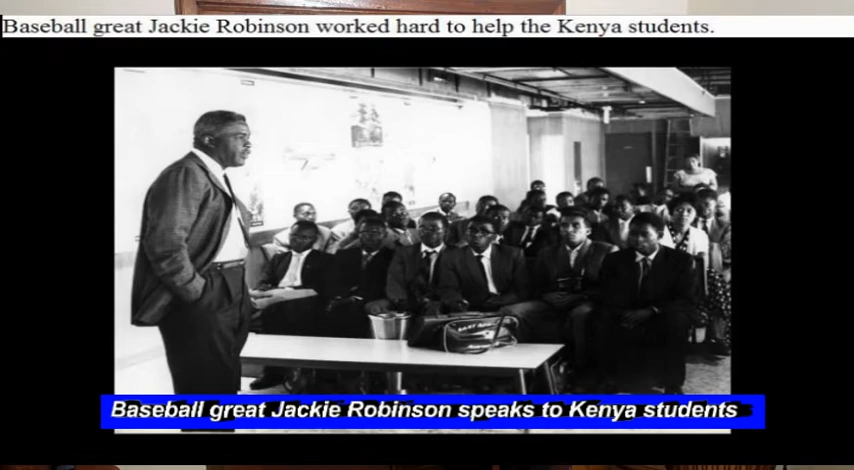 Baseball great Jackie Robinson worked hard to help the Kenya students.
Baseball great Jackie Robinson speaks to Kenya students